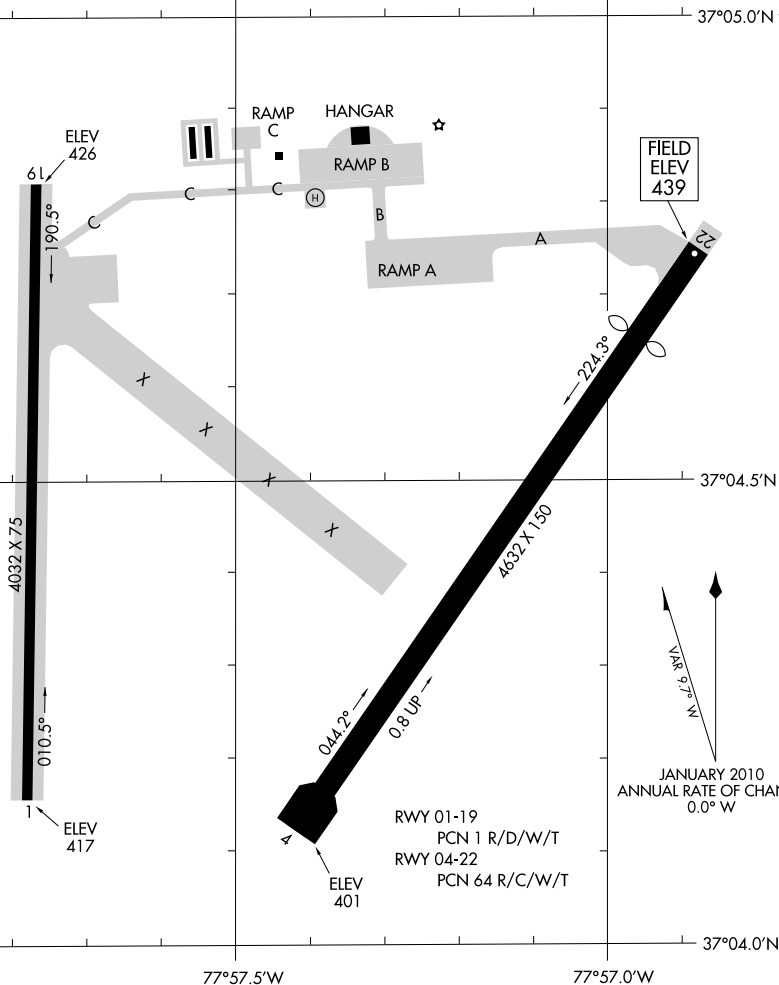 37°05.0'N
RAMP
C
HANGAR
ELEV
426
RAMP B
FIELD
ELEV
439
19
C
C
H
190.5°
C
B
22
A
RAMP A
224.3°
X
X
X
37°04.5'N
X
4032 X 75
4632 X 150
VAR 9.7° W
010.5°
044.2°
0.8 UP
JANUARY 2010
ANNUAL RATE OF CHAN
0.0° W
1
ELEV
417
4
RWY 01-19
PCN 1 R/D/W/T
RWY 04-22
PCN 64 R/C/W/T
ELEV
401
37°04.0'N
77°57.5'W
77°57.0'W